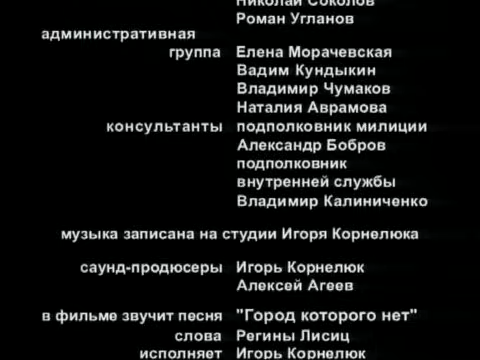 Николай Соколов
Роман Угланов
административная
группа Елена Морачевская
Вадим Кундыкин
Владимир Чумаков
Наталия Аврамова
консультанты подполковник милиции
Александр Бобров
подполковник
внутренней службы
Владимир Калиниченко
музыка записана на студии Игоря Корнелюка
саунд-продюсеры Игорь Корнелюк
Алексей Агеев
в фильме звучит песня "Город которого нет"
слова Регины Лисиц
исполняет Игорь Корнелюк